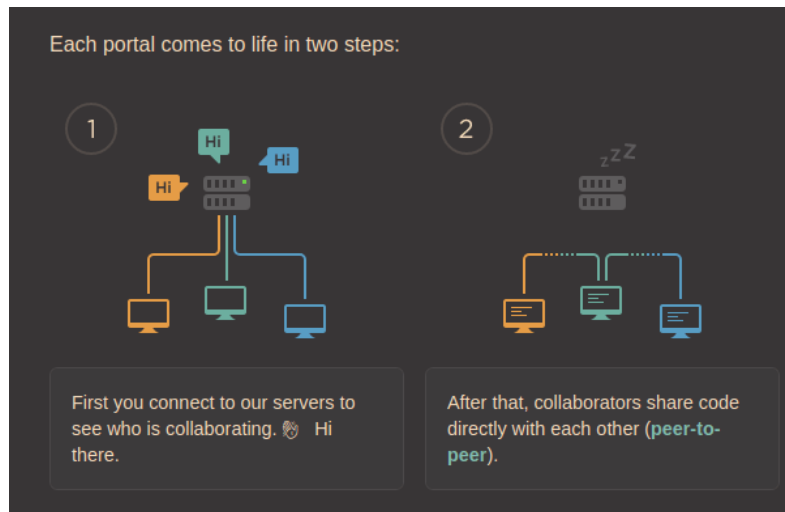 Each portal comes to life in two steps:
1
Hi
Hi
Hi
2
zzZ
First you connect to our servers to
see who is collaborating. 👋 Hi
there.
After that, collaborators share code
directly with each other (peer-to-
peer).